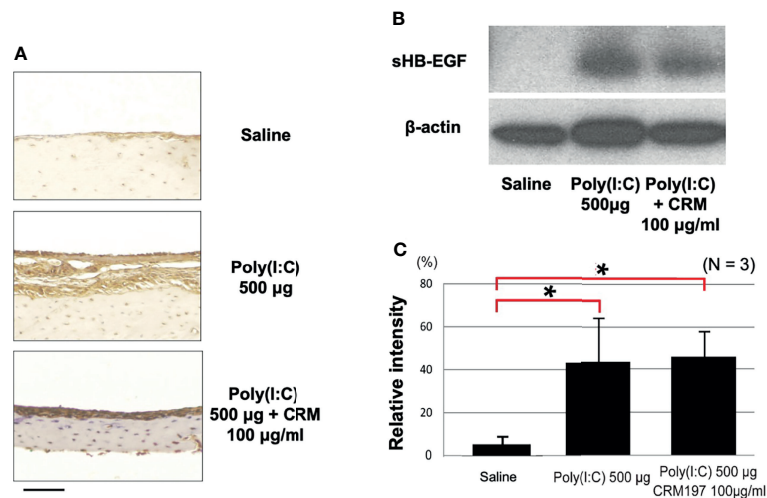 A
Saline
Poly(I:C)
500 µg
Poly(I:C)
500 µg + CRM
100 µg/ml
B
sHB-EGF
β-actin
Saline
Poly(I:C)
500µg
Poly(I:C)
+ CRM
100 µg/ml
C
(%)
(N = 3)
*
*
80
60
40
20
0
Relative intensity
Saline
Poly(I:C) 500 µg
Poly(I:C) 500 µg
CRM197 100µg/ml